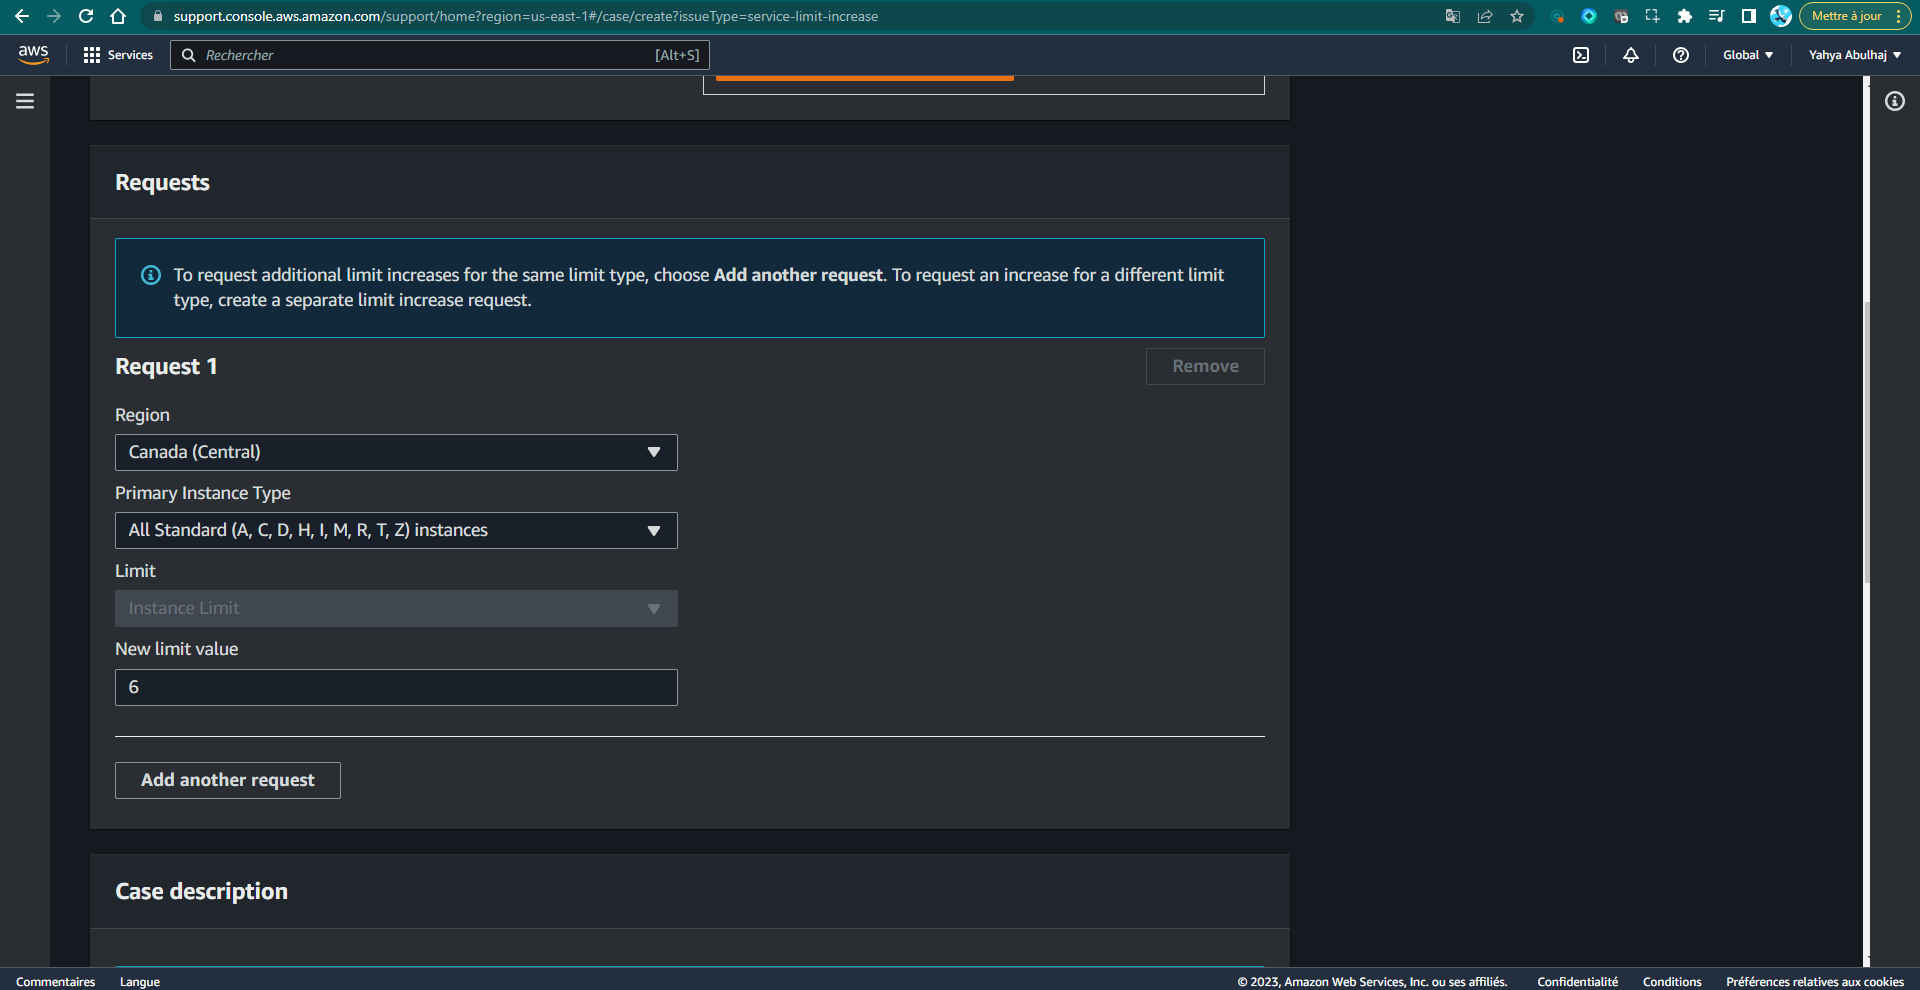 support.console.aws.amazon.com/support/home?region=us-east-1#/case/create?issueType=service-limit-increase
Mettre à jour
aws
Services
Rechercher
[Alt+S]
Global
Yahya Abulhaj
Requests
To request additional limit increases for the same limit type, choose Add another request. To request an increase for a different limit
type, create a separate limit increase request.
Request 1
Remove
Region
Canada (Central)
Primary Instance Type
All Standard (A, C, D, H, I, M, R, T, Z) instances
Limit
Instance Limit
New limit value
6
Add another request
Case description
Commentaires
Langue
© 2023, Amazon Web Services, Inc. ou ses affiliés.
Confidentialité
Conditions
Préférences relatives aux cookies